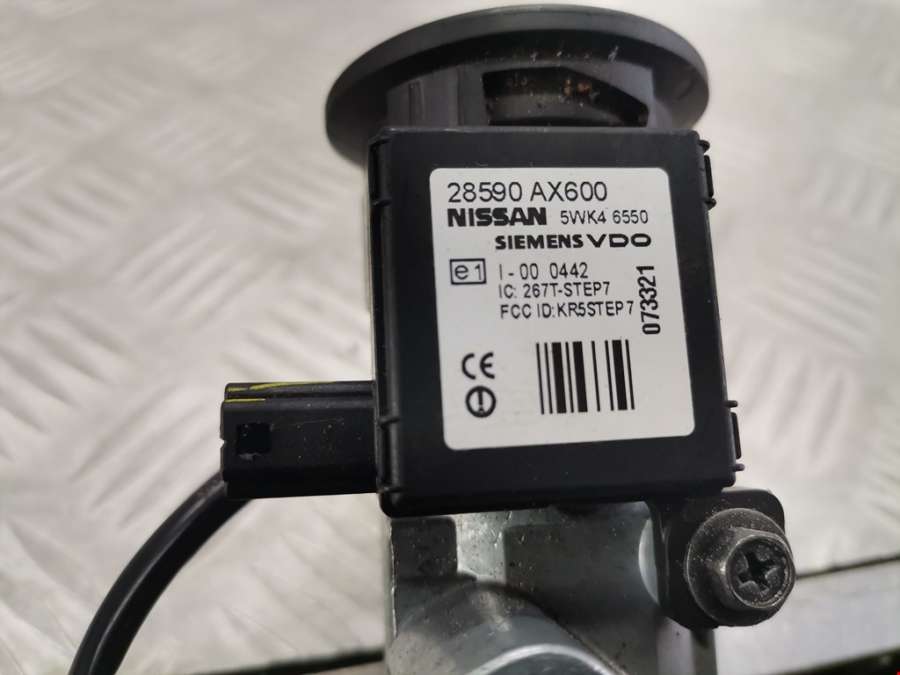 28590 AX600
NISSAN 5WK4 6550
SIEMENS VDO
e1 I-00 0442
IC: 267T-STEP7
FCC ID:KR5STEP7
073321
CE